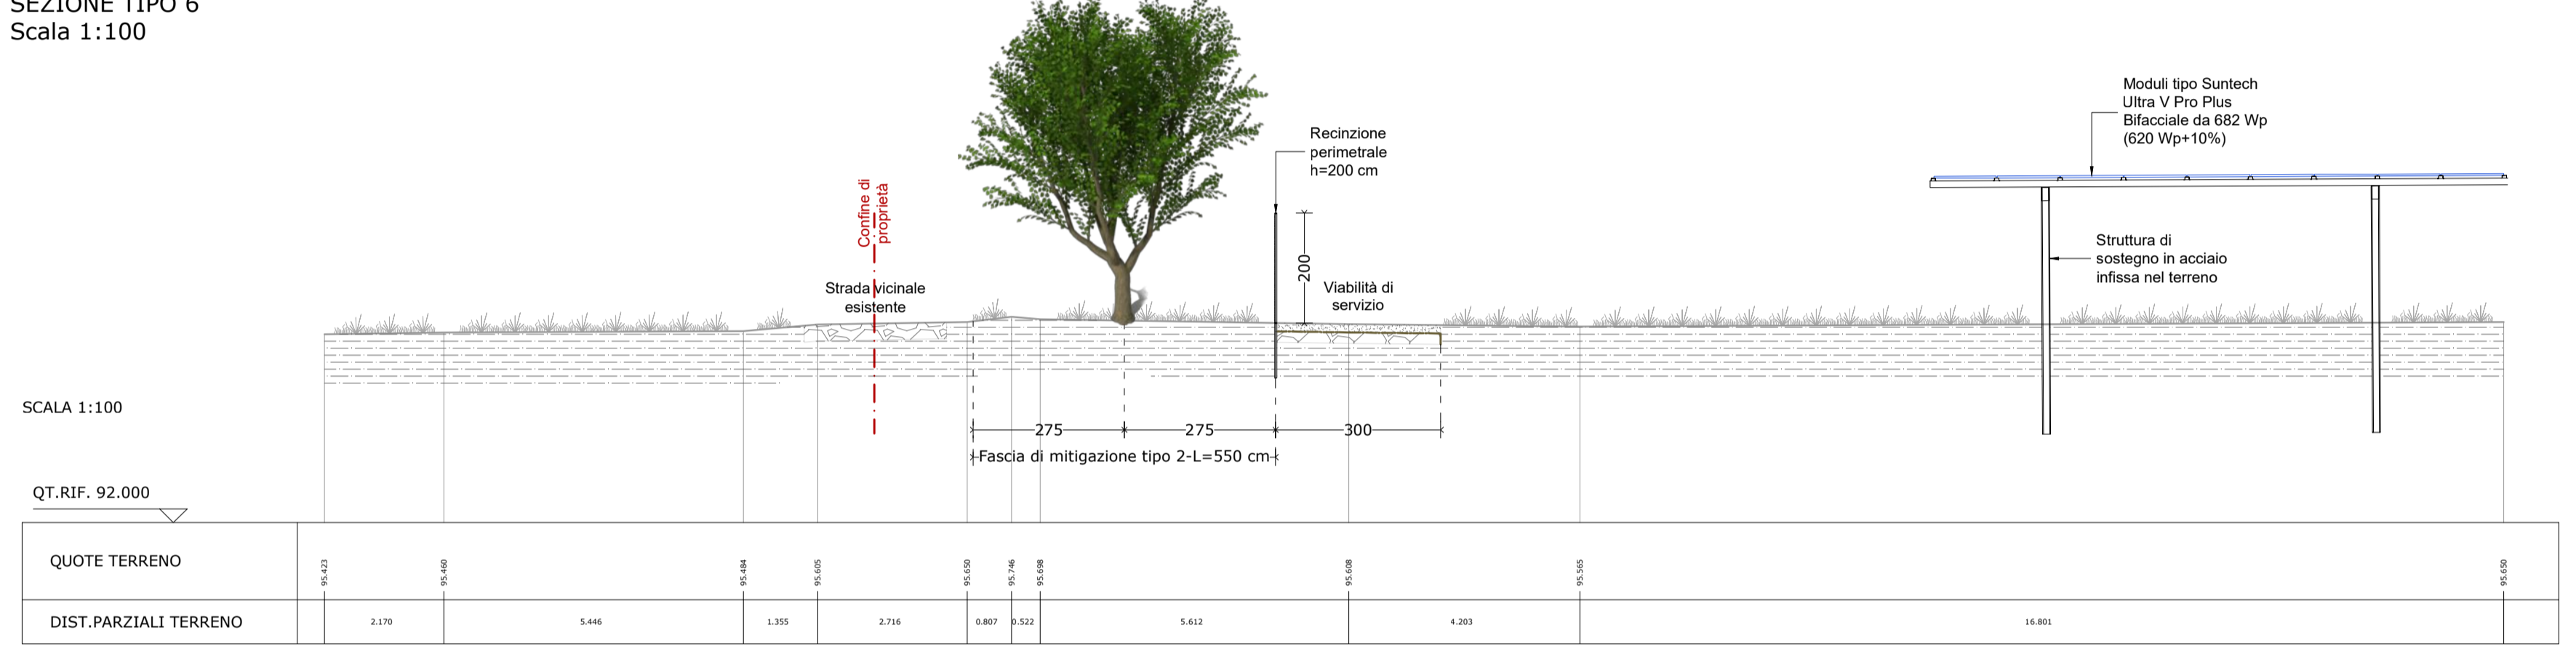 SEZIONE TIPO 6
Scala 1:100
Moduli tipo Suntech
Ultra V Pro Plus
Bifacciale da 682 Wp
(620 Wp+10%)
Recinzione
perimetrale
h=200 cm
Confine di
proprietà
200
Struttura di
sostegno in acciaio
infissa nel terreno
Strada vicinale
esistente
Viabilità di
servizio
SCALA 1:100
275 275 300
Fascia di mitigazione tipo 2-L=550 cm
QT.RIF. 92.000
QUOTE TERRENO 95.423 95.460 95.484 95.605 95.650 95.746 95.698 95.608 95.565 95.650
DIST.PARZIALI TERRENO 2.170 5.446 1.355 2.716 0.807 0.522 5.612 4.203 16.801